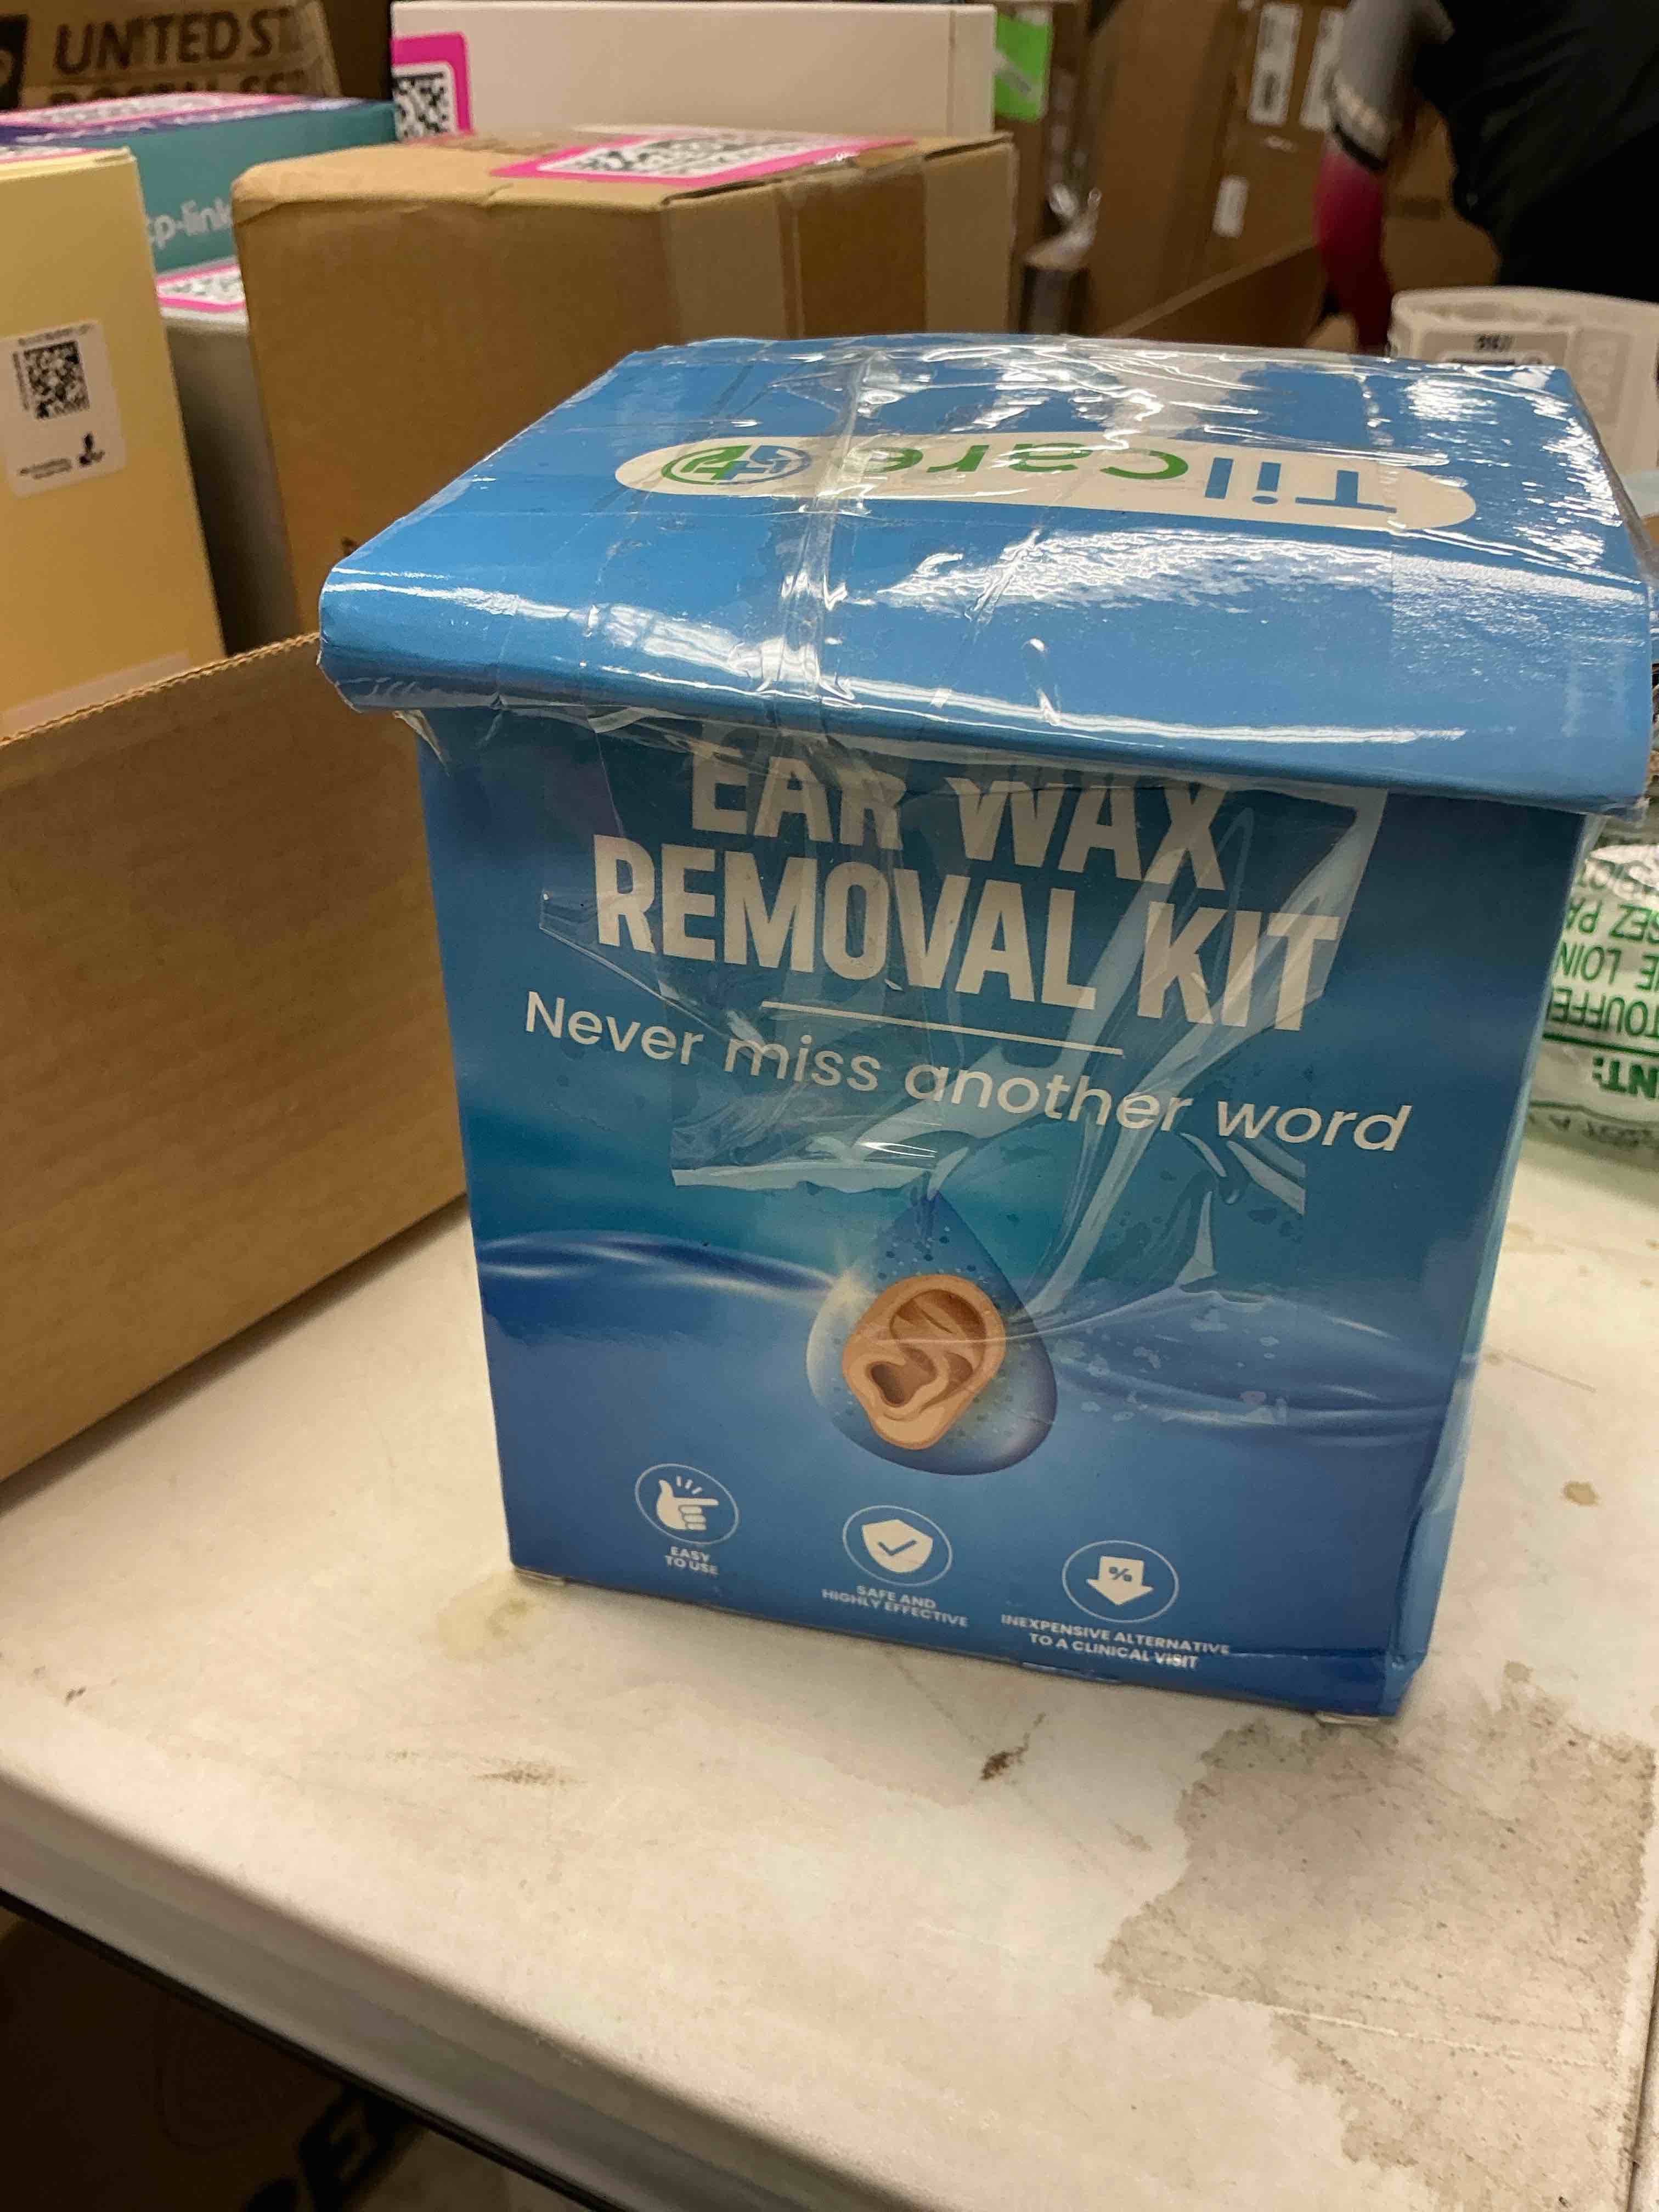 UNITED ST
tp-link
Tilcare
EAR WAX
REMOVAL KIT
Never miss another word
EASY
TO USE
SAFE AND
HIGHLY EFFECTIVE
%
INEXPENSIVE ALTERNATIVE
TO A CLINICAL VISIT